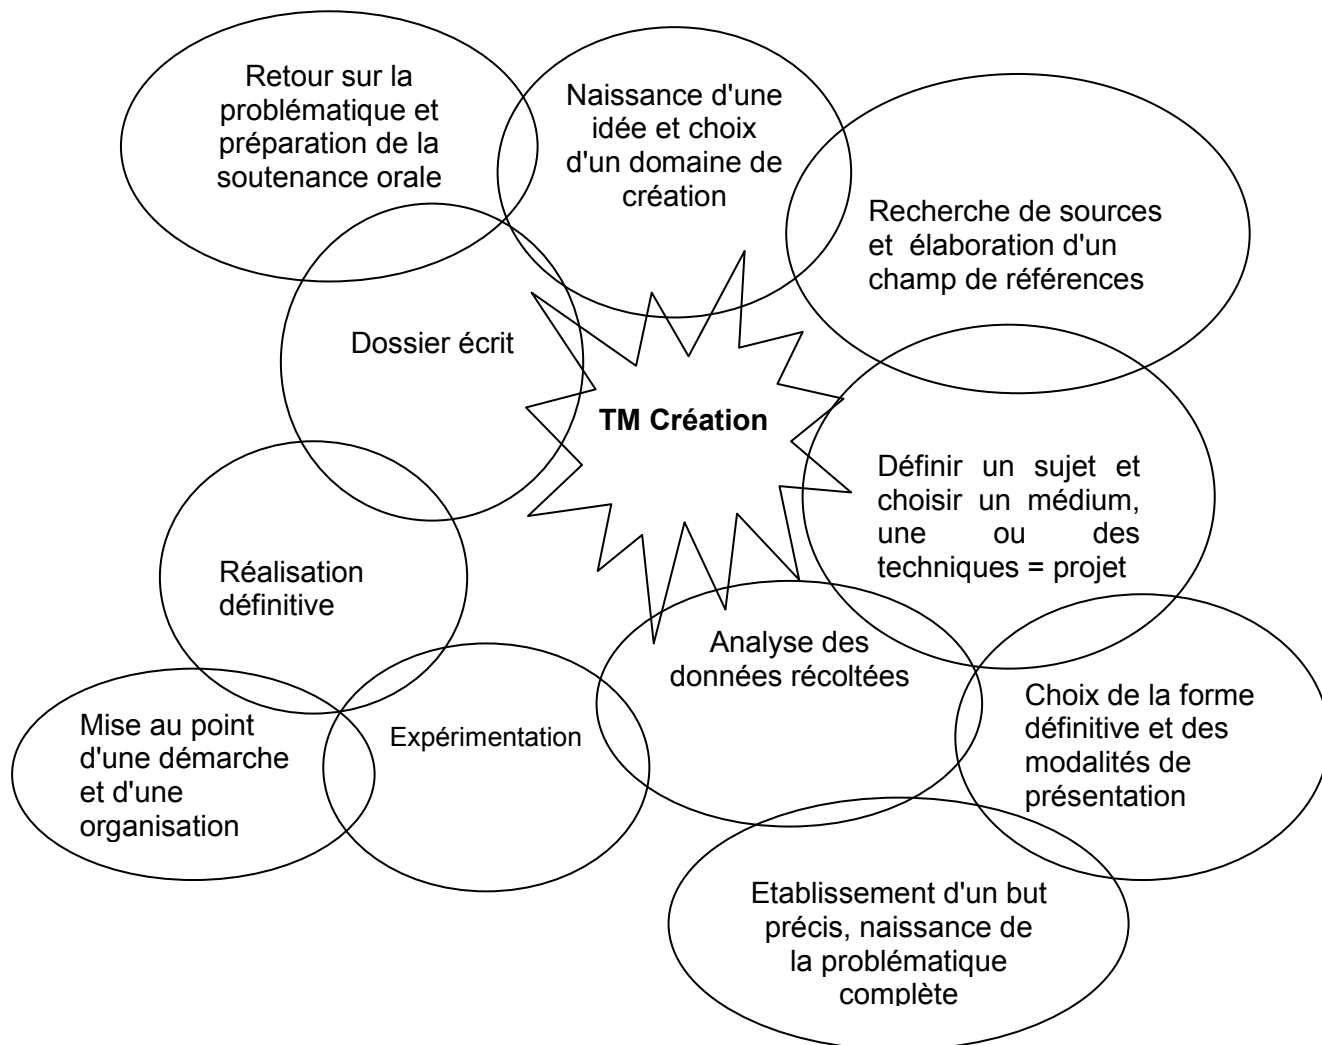 Retour sur la
problématique et
préparation de la
soutenance orale
Naissance d'une
idée et choix
d'un domaine de
création
Recherche de sources
et  élaboration d'un
champ de références
Dossier écrit
TM Création
Définir un sujet et
choisir un médium,
une ou des
techniques = projet
Réalisation
définitive
Analyse des
données récoltées
Choix de la forme
définitive et des
modalités de
présentation
Mise au point
d'une démarche
et d'une
organisation
Expérimentation
Etablissement d'un but
précis, naissance de
la problématique
complète